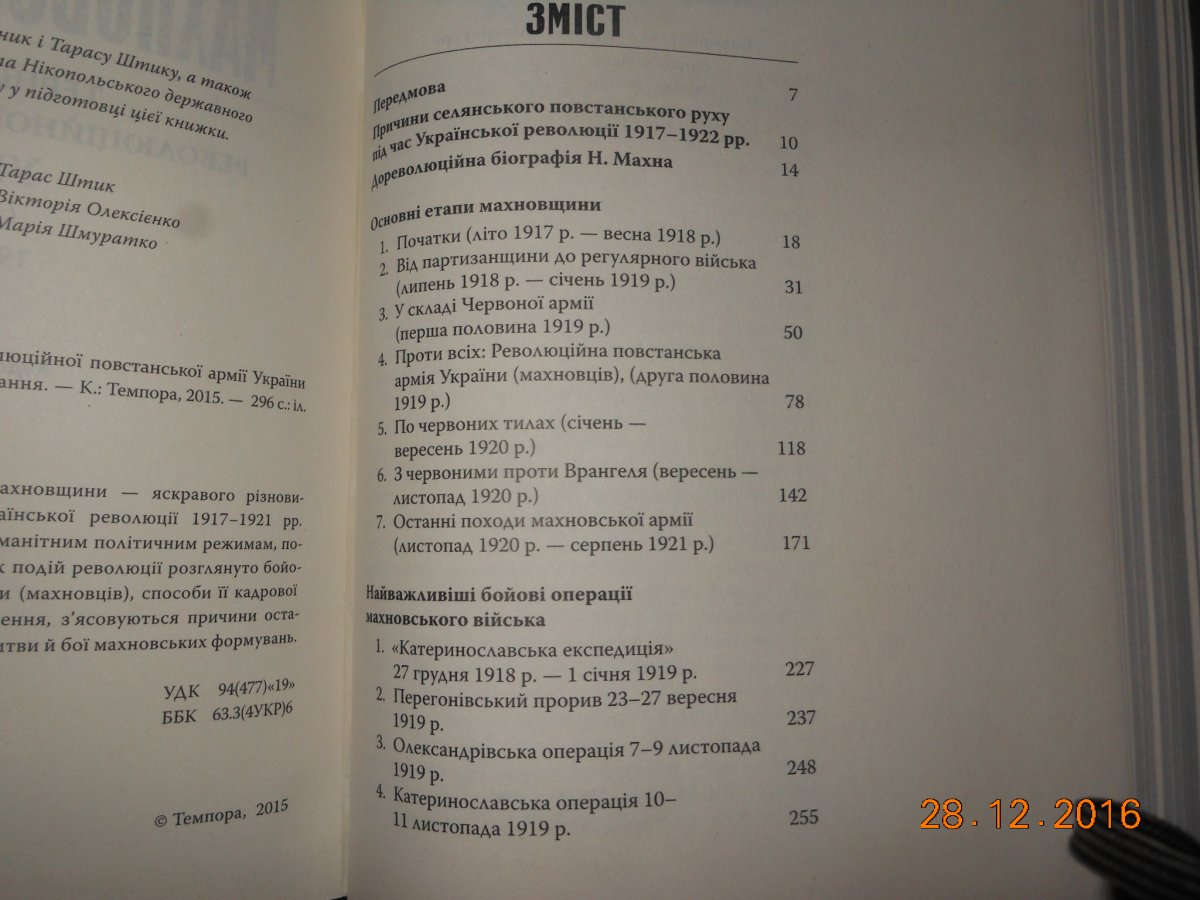 ник і Тарасу Штику, а також
та Нікопольського державного
у у підготовці цієї книжки.
Тарас Штик
Вікторія Олексієнко
Марія Шмуратко
люційної повстанської армії України
ання. — К.: Темпора, 2015. — 296 с.: іл.
ахновщини — яскравого різнови-
аїнської революції 1917–1921 рр.
манітним політичним режимам, по-
к подій революції розглянуто бойо-
и (махновців), способи її кадрової
ення, з’ясовуються причини оста-
итви й бої махновських формувань.
УДК 94(477)«19»
ББК 63.3(4УКР)6
© Темпора, 2015
ЗМІСТ
Передмова 7
Причини селянського повстанського руху
під час Української революції 1917–1922 рр. 10
Дореволюційна біографія Н. Махна 14
Основні етапи махновщини
1. Початки (літо 1917 р. — весна 1918 р.) 18
2. Від партизанщини до регулярного війська
(липень 1918 р. — січень 1919 р.) 31
3. У складі Червоної армії
(перша половина 1919 р.) 50
4. Проти всіх: Революційна повстанська
армія України (махновців), (друга половина
1919 р.) 78
5. По червоних тилах (січень —
вересень 1920 р.) 118
6. З червоними проти Врангеля (вересень —
листопад 1920 р.) 142
7. Останні походи махновської армії
(листопад 1920 р. — серпень 1921 р.) 171
Найважливіші бойові операції
махновського війська
1. «Катеринославська експедиція»
27 грудня 1918 р. — 1 січня 1919 р. 227
2. Перегонівський прорив 23–27 вересня
1919 р. 237
3. Олександрівська операція 7–9 листопада
1919 р. 248
4. Катеринославська операція 10–
11 листопада 1919 р. 255
28.12.2016